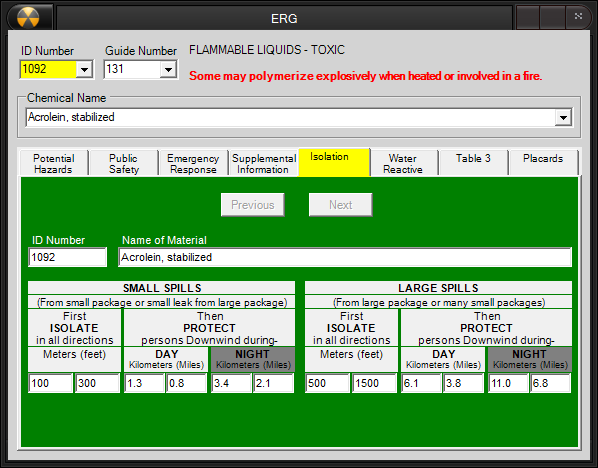 ERG
ID Number Guide Number FLAMMABLE LIQUIDS - TOXIC
1092 131 Some may polymerize explosively when heated or involved in a fire.
Chemical Name
Acrolein, stabilized
Potential Hazards
Public Safety
Emergency Response
Supplemental Information
Isolation
Water Reactive
Table 3
Placards
Previous Next
ID Number Name of Material
1092 Acrolein, stabilized
SMALL SPILLS
(From small package or small leak from large package)
First
ISOLATE
in all directions
Then
PROTECT
persons Downwind during-
Meters (feet)
DAY
Kilometers (Miles)
NIGHT
Kilometers (Miles)
100 300 1.3 0.8 3.4 2.1
LARGE SPILLS
(From large package or many small packages)
First
ISOLATE
in all directions
Then
PROTECT
persons Downwind during-
Meters (feet)
DAY
Kilometers (Miles)
NIGHT
Kilometers (Miles)
500 1500 6.1 3.8 11.0 6.8